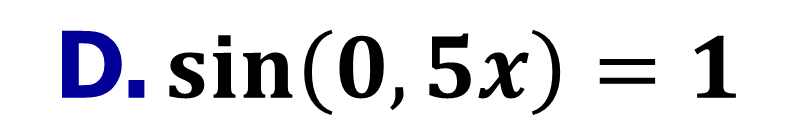 D. sin(0, 5x) = 1